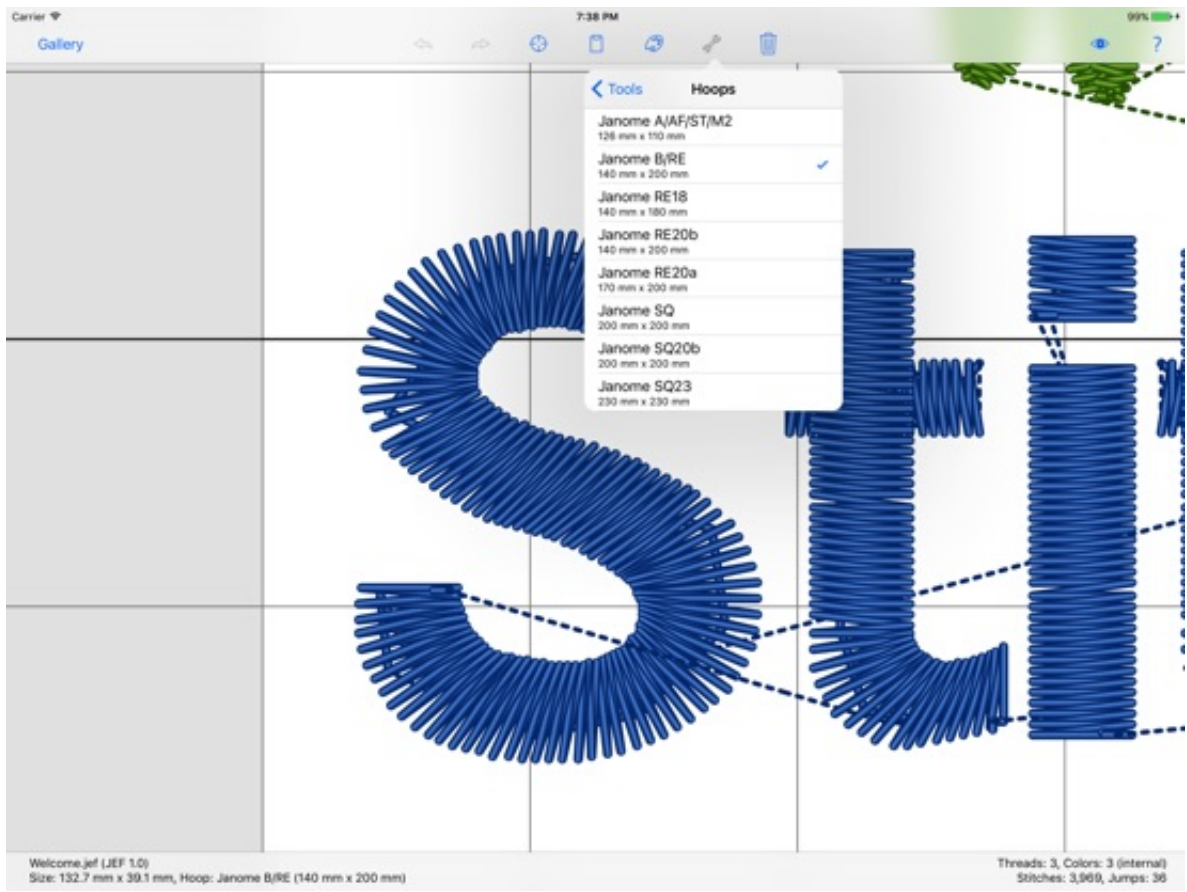 Carrier 7:38 PM 99%
Gallery ?
Tools Hoops
Janome A/AF/ST/M2
126 mm x 110 mm
Janome B/RE
140 mm x 200 mm
Janome RE18
140 mm x 180 mm
Janome RE20b
140 mm x 200 mm
Janome RE20a
170 mm x 200 mm
Janome SQ
200 mm x 200 mm
Janome SQ20b
200 mm x 200 mm
Janome SQ23
230 mm x 230 mm
Sti
Welcome.jef (JEF 1.0)
Size: 132.7 mm x 39.1 mm, Hoop: Janome B/RE (140 mm x 200 mm)
Threads: 3, Colors: 3 (internal)
Stitches: 3,969, Jumps: 36